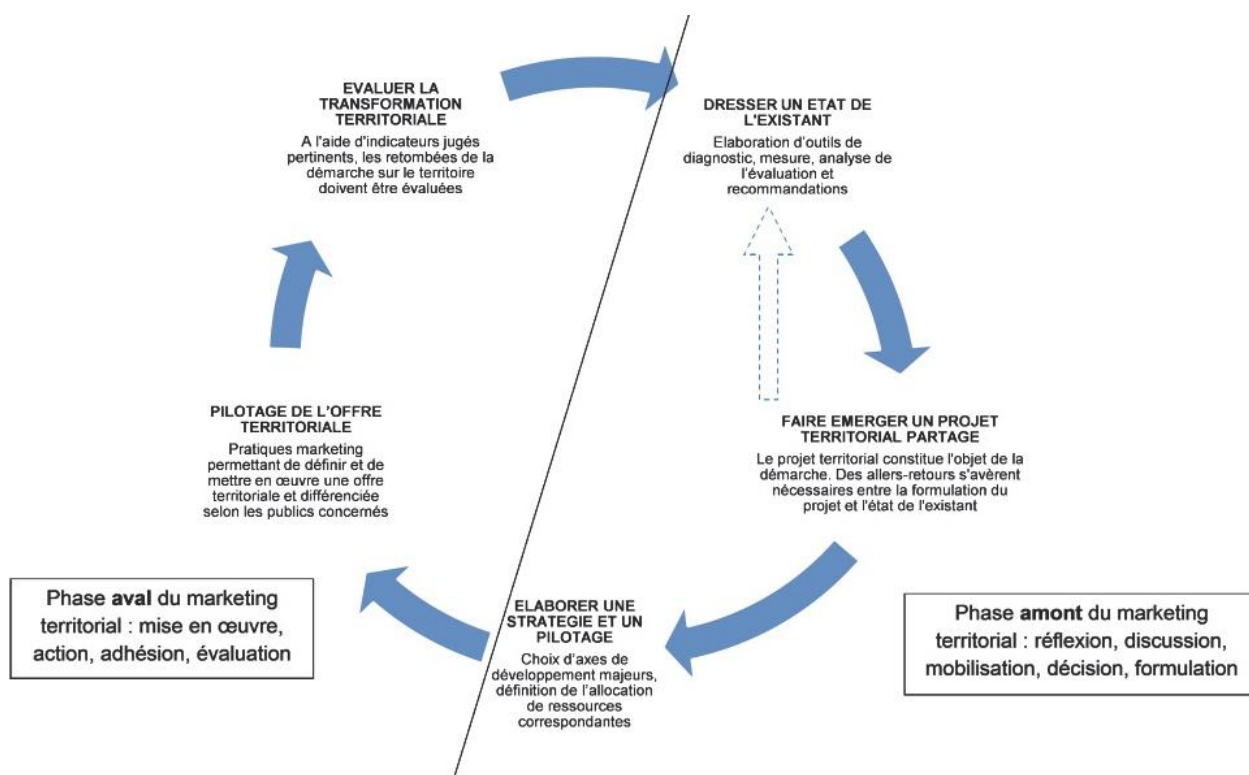 EVALUER LA
TRANSFORMATION
TERRITORIALE
A l'aide d'indicateurs jugés
pertinents, les retombées de la
démarche sur le territoire
doivent être évaluées
DRESSER UN ETAT DE
L'EXISTANT
Elaboration d'outils de
diagnostic, mesure, analyse de
l'évaluation et
recommandations
PILOTAGE DE L'OFFRE
TERRITORIALE
Pratiques marketing
permettant de définir et de
mettre en œuvre une offre
territoriale et différenciée
selon les publics concernés
FAIRE EMERGER UN PROJET
TERRITORIAL PARTAGE
Le projet territorial constitue l'objet de la
démarche. Des allers-retours s'avèrent
nécessaires entre la formulation du
projet et l'état de l'existant
Phase aval du marketing
territorial : mise en œuvre,
action, adhésion, évaluation
ELABORER UNE
STRATEGIE ET UN
PILOTAGE
Choix d'axes de
développement majeurs,
définition de l'allocation
de ressources
correspondantes
Phase amont du marketing
territorial : réflexion, discussion,
mobilisation, décision, formulation